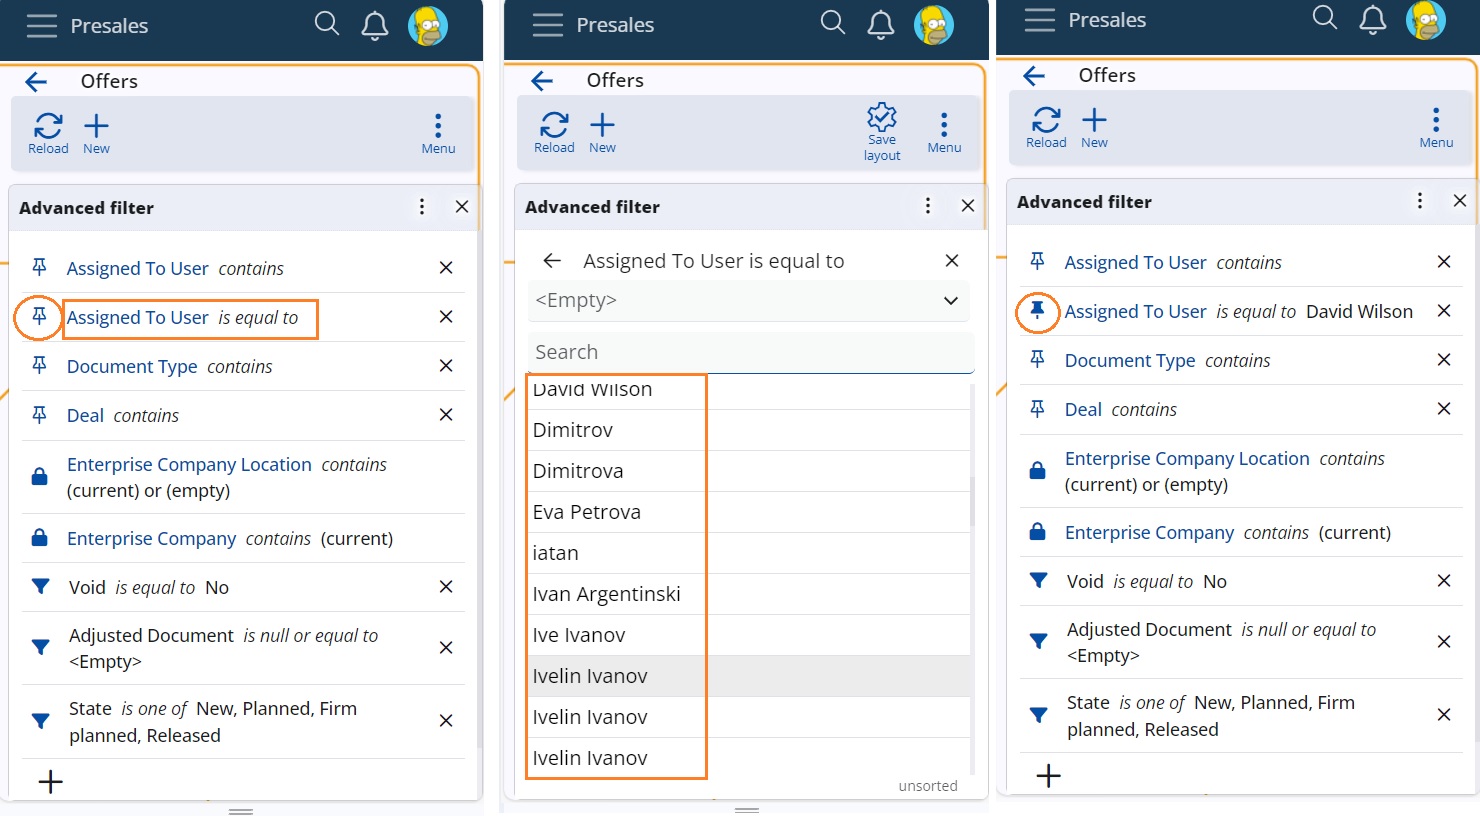 Presales
Offers
Reload
New
Menu
Advanced filter
Assigned To User contains
Assigned To User is equal to
Document Type contains
Deal contains
Enterprise Company Location contains
(current) or (empty)
Enterprise Company contains (current)
Void is equal to No
Adjusted Document is null or equal to
<Empty>
State is one of New, Planned, Firm
planned, Released
Presales
Offers
Reload
New
Save
layout
Menu
Advanced filter
Assigned To User is equal to
<Empty>
Search
David Wilson
Dimitrov
Dimitrova
Eva Petrova
iatan
Ivan Argentinski
Ive Ivanov
Ivelin Ivanov
Ivelin Ivanov
Ivelin Ivanov
unsorted
Presales
Offers
Reload
New
Menu
Advanced filter
Assigned To User contains
Assigned To User is equal to David Wilson
Document Type contains
Deal contains
Enterprise Company Location contains
(current) or (empty)
Enterprise Company contains (current)
Void is equal to No
Adjusted Document is null or equal to
<Empty>
State is one of New, Planned, Firm
planned, Released